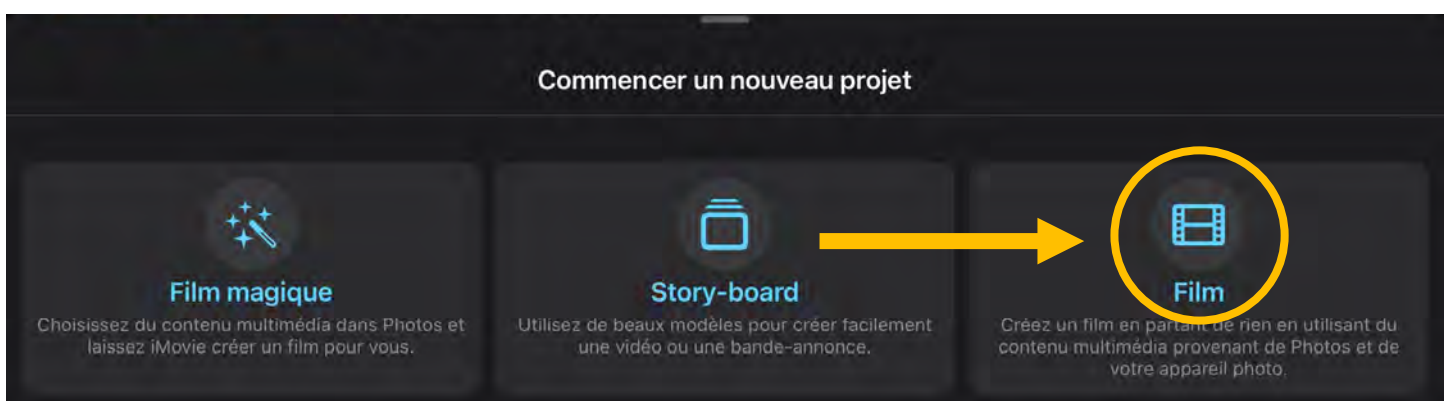 Commencer un nouveau projet
Film magique
Choisissez du contenu multimédia dans Photos et
laissez iMovie créer un film pour vous.
Story-board
Utilisez de beaux modèles pour créer facilement
une vidéo ou une bande-annonce.
Film
Créez un film en partant de rien en utilisant du
contenu multimédia provenant de Photos et de
votre appareil photo.